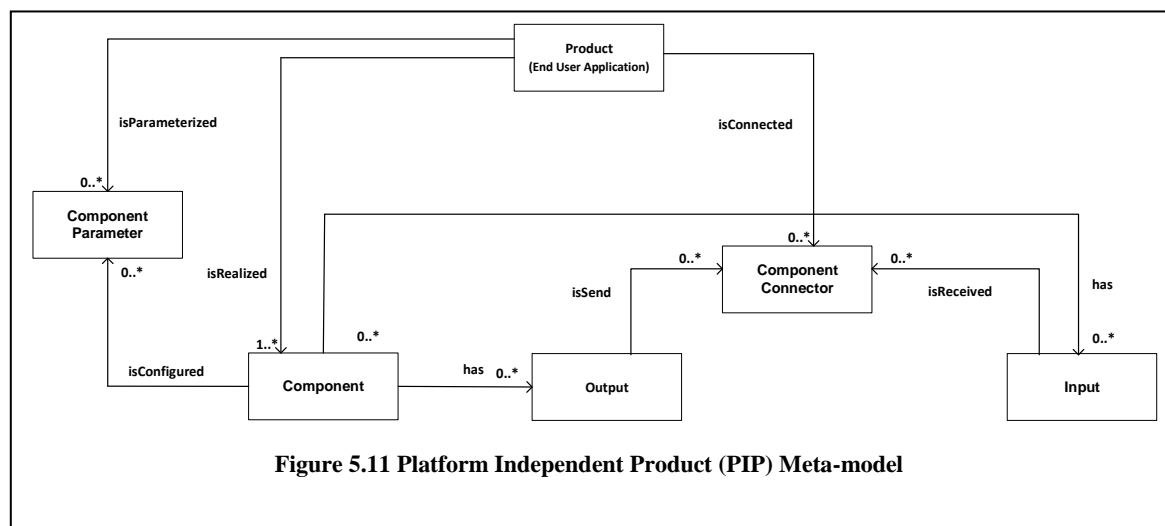 Product
(End User Application)
isParameterized
isConnected
0..*
Component
Parameter
0..*
isRealized
0..*
0..*
Component
Connector
0..*
0..*
isSend
isReceived
has
1..*
0..*
0..*
isConfigured
Component
has
0..*
Output
Input
Figure 5.11 Platform Independent Product (PIP) Meta-model